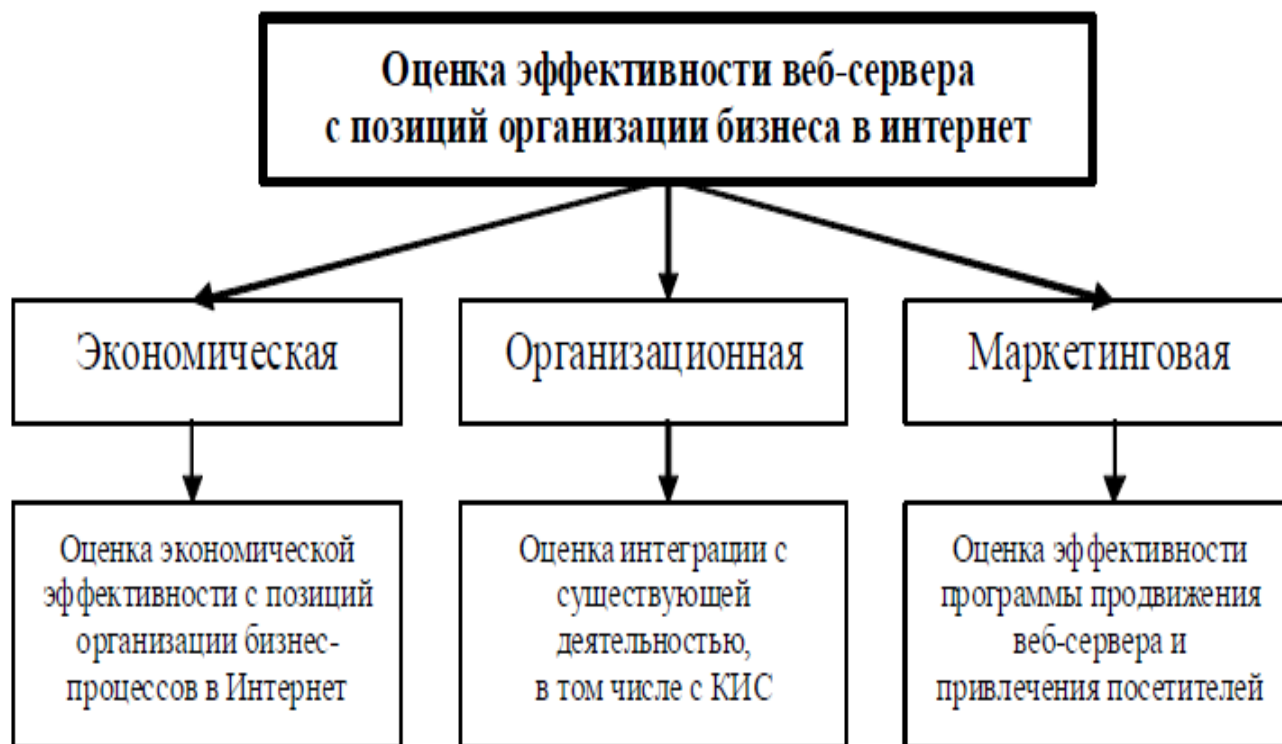 Оценка эффективности веб-сервера
с позиций организации бизнеса в интернет
Экономическая
Организационная
Маркетинговая
Оценка экономической
эффективности с позиций
организации бизнес-
процессов в Интернет
Оценка интеграции с
существующей
деятельностью,
в том числе с КИС
Оценка эффективности
программы продвижения
веб-сервера и
привлечения посетителей